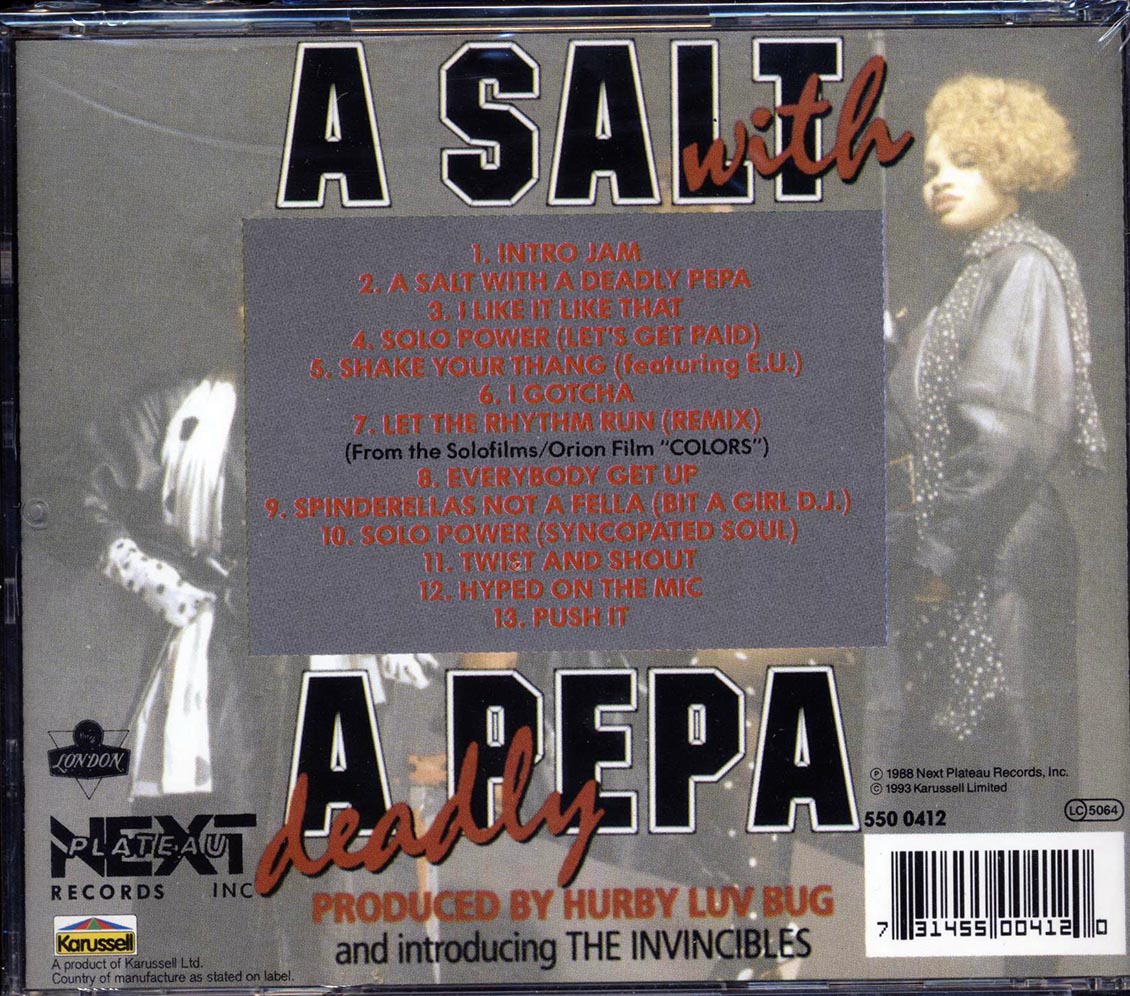 A SALT
with
1. INTRO JAM
2. A SALT WITH A DEADLY PEPA
3. I LIKE IT LIKE THAT
4. SOLO POWER (LET'S GET PAID)
5. SHAKE YOUR THANG (featuring E.U.)
6. I GOTCHA
7. LET THE RHYTHM RUN (REMIX)
(From the Solofilms/Orion Film "COLORS")
8. EVERYBODY GET UP
9. SPINDERELLAS NOT A FELLA (BIT A GIRL D.J.)
10. SOLO POWER (SYNCOPATED SOUL)
11. TWIST AND SHOUT
12. HYPED ON THE MIC
13. PUSH IT
A PEPA
deadly
LONDON
℗ 1988 Next Plateau Records, Inc.
© 1993 Karussell Limited
550 0412
LC 5064
NEXT
PLATEAU
RECORDS INC
PRODUCED BY HURBY LUV BUG
and introducing THE INVINCIBLES
7 31455 00412 0
Karussell
A product of Karussell Ltd.
Country of manufacture as stated on label.